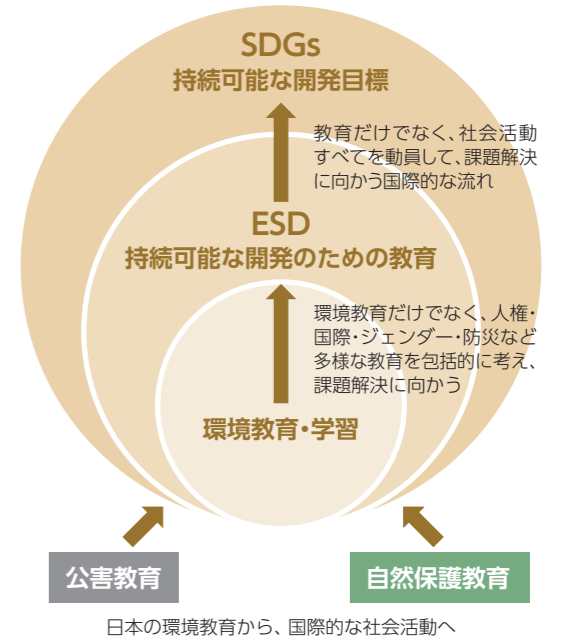 SDGs
持続可能な開発目標
教育だけでなく、社会活動
すべてを動員して、課題解決
に向かう国際的な流れ
ESD
持続可能な開発のための教育
環境教育だけでなく、人権・
国際・ジェンダー・防災など
多様な教育を包括的に考え、
課題解決に向かう
環境教育・学習
公害教育
自然保護教育
日本の環境教育から、国際的な社会活動へ